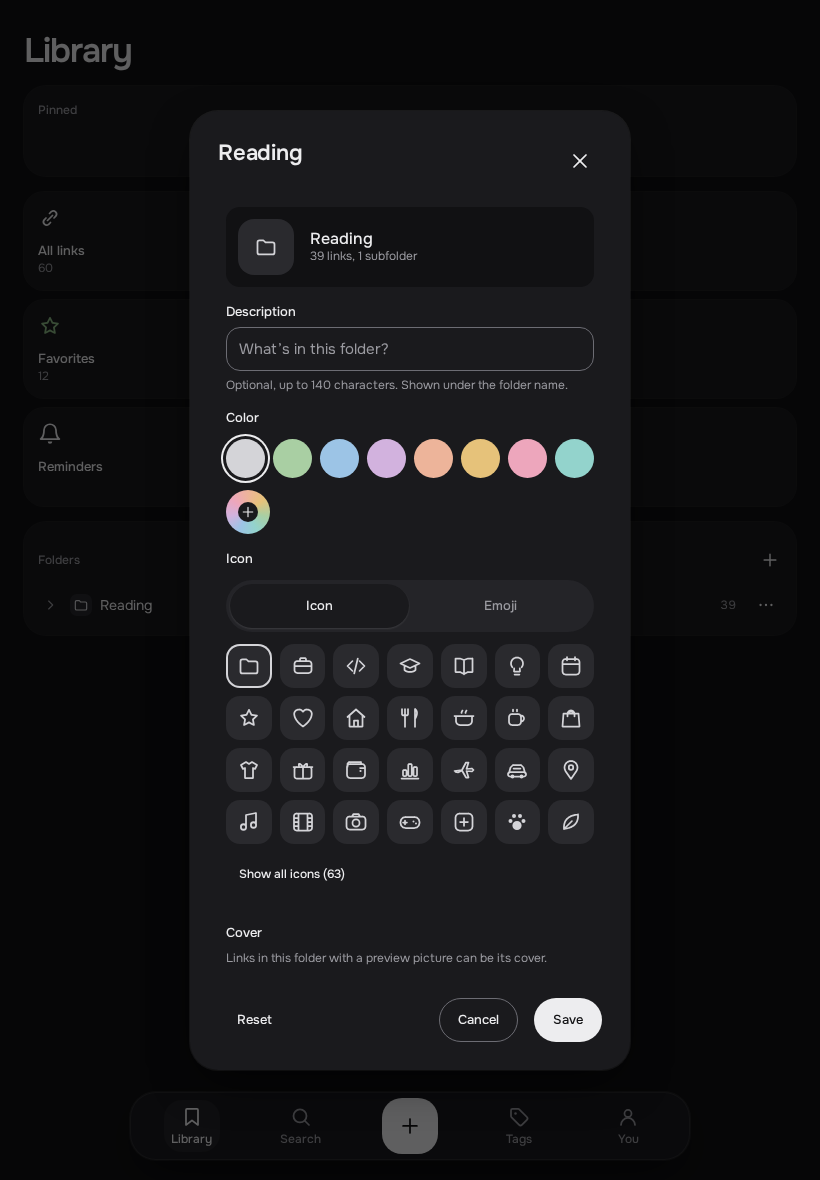 Library
Pinned
All links
60
Favorites
12
Reminders
Folders
Reading
39
Reading
Reading
39 links, 1 subfolder
Description
What's in this folder?
Optional, up to 140 characters. Shown under the folder name.
Color
Icon
Icon
Emoji
Show all icons (63)
Cover
Links in this folder with a preview picture can be its cover.
Reset
Cancel
Save
Library
Search
Tags
You